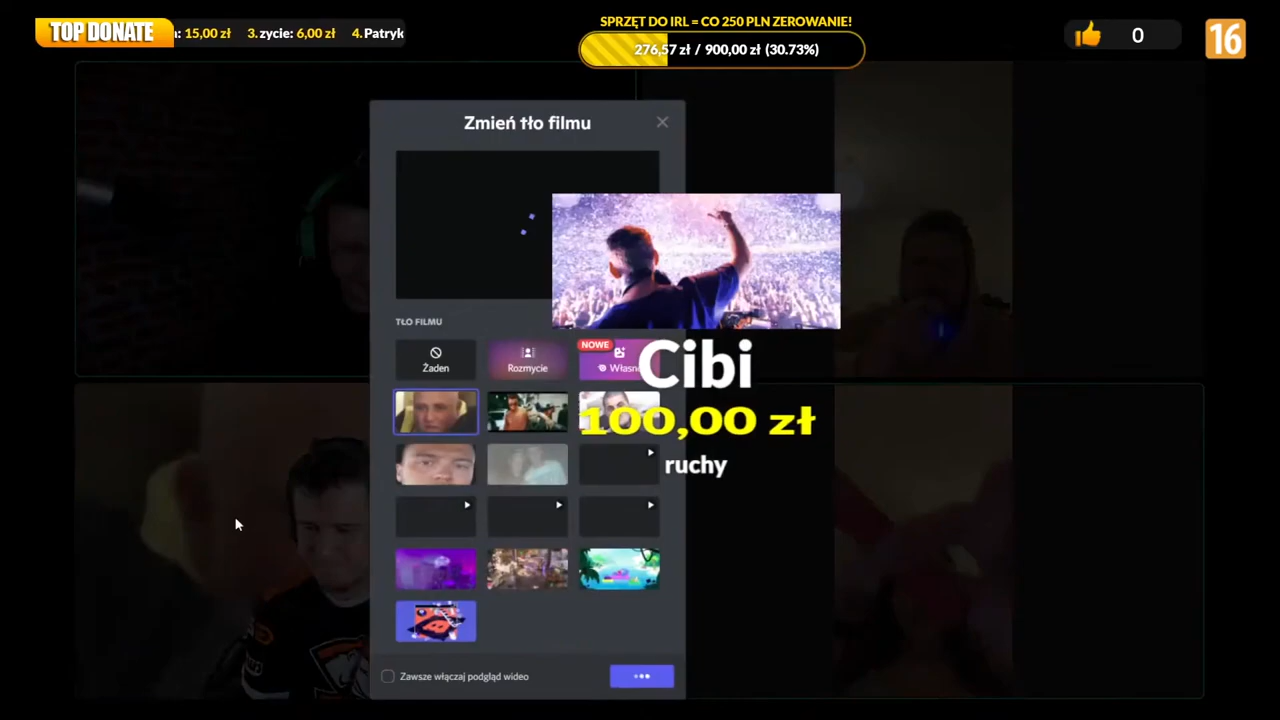 TOP DONATE
: 15,00 zł 3.zycie: 6,00 zł 4.Patryk
SPRZĘT DO IRL = CO 250 PLN ZEROWANIE!
276,57 zł / 900,00 zł (30.73%)
0
16
Zmień tło filmu
TŁO FILMU
NOWE
Żaden
Rozmycie
Własn
Cibi
100,00 zł
ruchy
Zawsze włączaj podgląd wideo